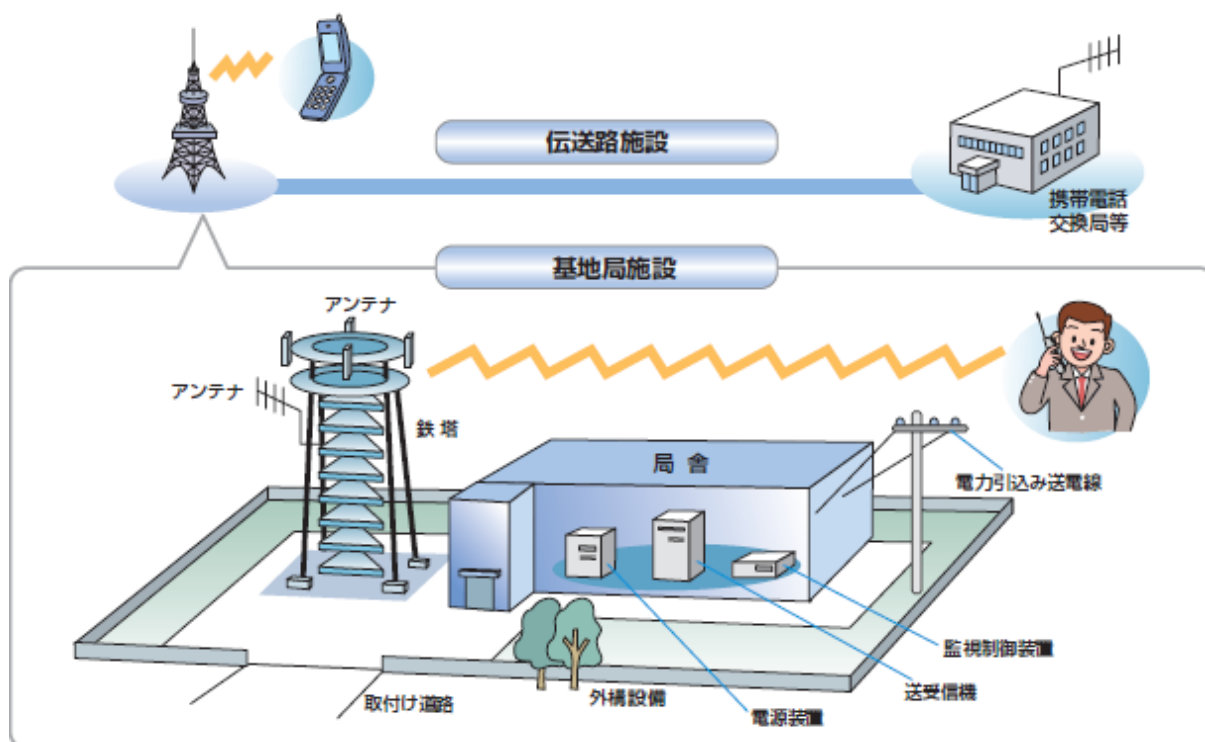 伝送路施設
携帯電話
交換局等
基地局施設
アンテナ
アンテナ
鉄塔
局舎
電力引込み送電線
監視制御装置
送受信機
電源装置
外構設備
取付け道路